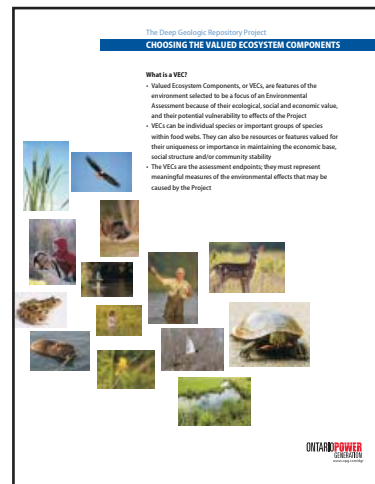 The Deep Geologic Repository Project
CHOOSING THE VALUED ECOSYSTEM COMPONENTS
What is a VEC?
• Valued Ecosystem Components, or VECs, are features of the
environment selected to be a focus of an Environmental
Assessment because of their ecological, social and economic value,
and their potential vulnerability to effects of the Project
• VECs can be individual species or important groups of species
within food webs. They can also be resources or features valued for
their uniqueness or importance in maintaining the economic base,
social structure and/or community stability
• The VECs are the assessment endpoints; they must represent
meaningful measures of the environmental effects that may be
caused by the Project
ONTARIOPOWER
GENERATION
www.opg.com/dgr